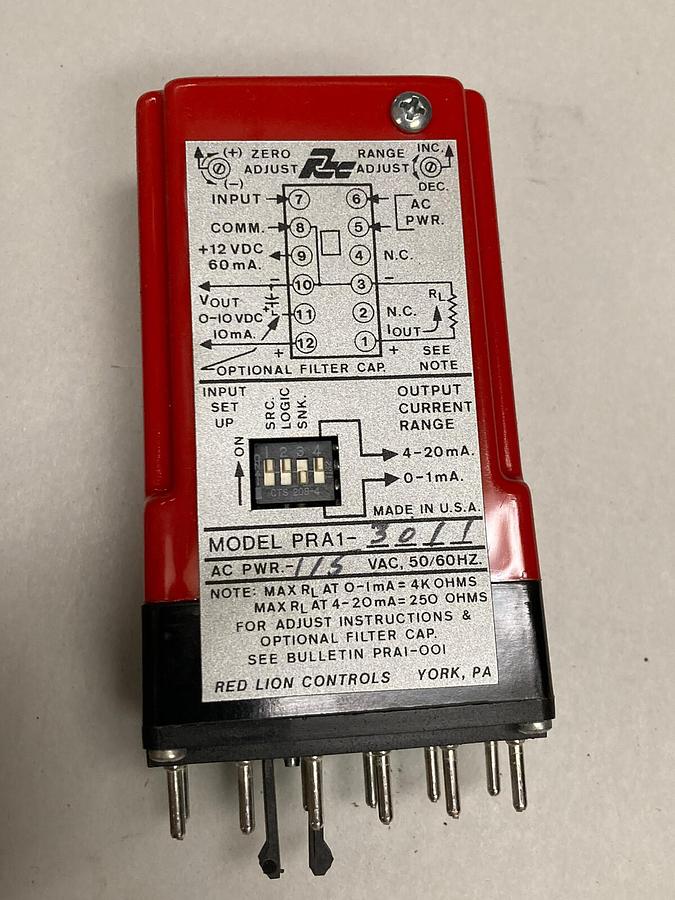 (+) ZERO RLC RANGE INC.
ADJUST ADJUST
(-) DEC.
INPUT 7 6 AC
COMM. 8 5 PWR.
+12 VDC 9 4 N.C.
60 mA.
- 10 3 -
VOUT RL
0-10 VDC + 11 2 N.C.
10mA. IOUT
+ 12 1 + SEE
OPTIONAL FILTER CAP. NOTE
INPUT SET UP
SRC.
LOGIC
SNK.
OUTPUT
CURRENT
RANGE
ON
1 2 3 4
CTS 209-4
4-20mA.
0-1mA.
MADE IN U.S.A.
MODEL PRA1- 3011
AC PWR.- 115 VAC, 50/60HZ.
NOTE: MAX RL AT 0-1mA = 4K OHMS
MAX RL AT 4-20mA = 250 OHMS
FOR ADJUST INSTRUCTIONS &
OPTIONAL FILTER CAP.
SEE BULLETIN PRA1-001
RED LION CONTROLS YORK, PA